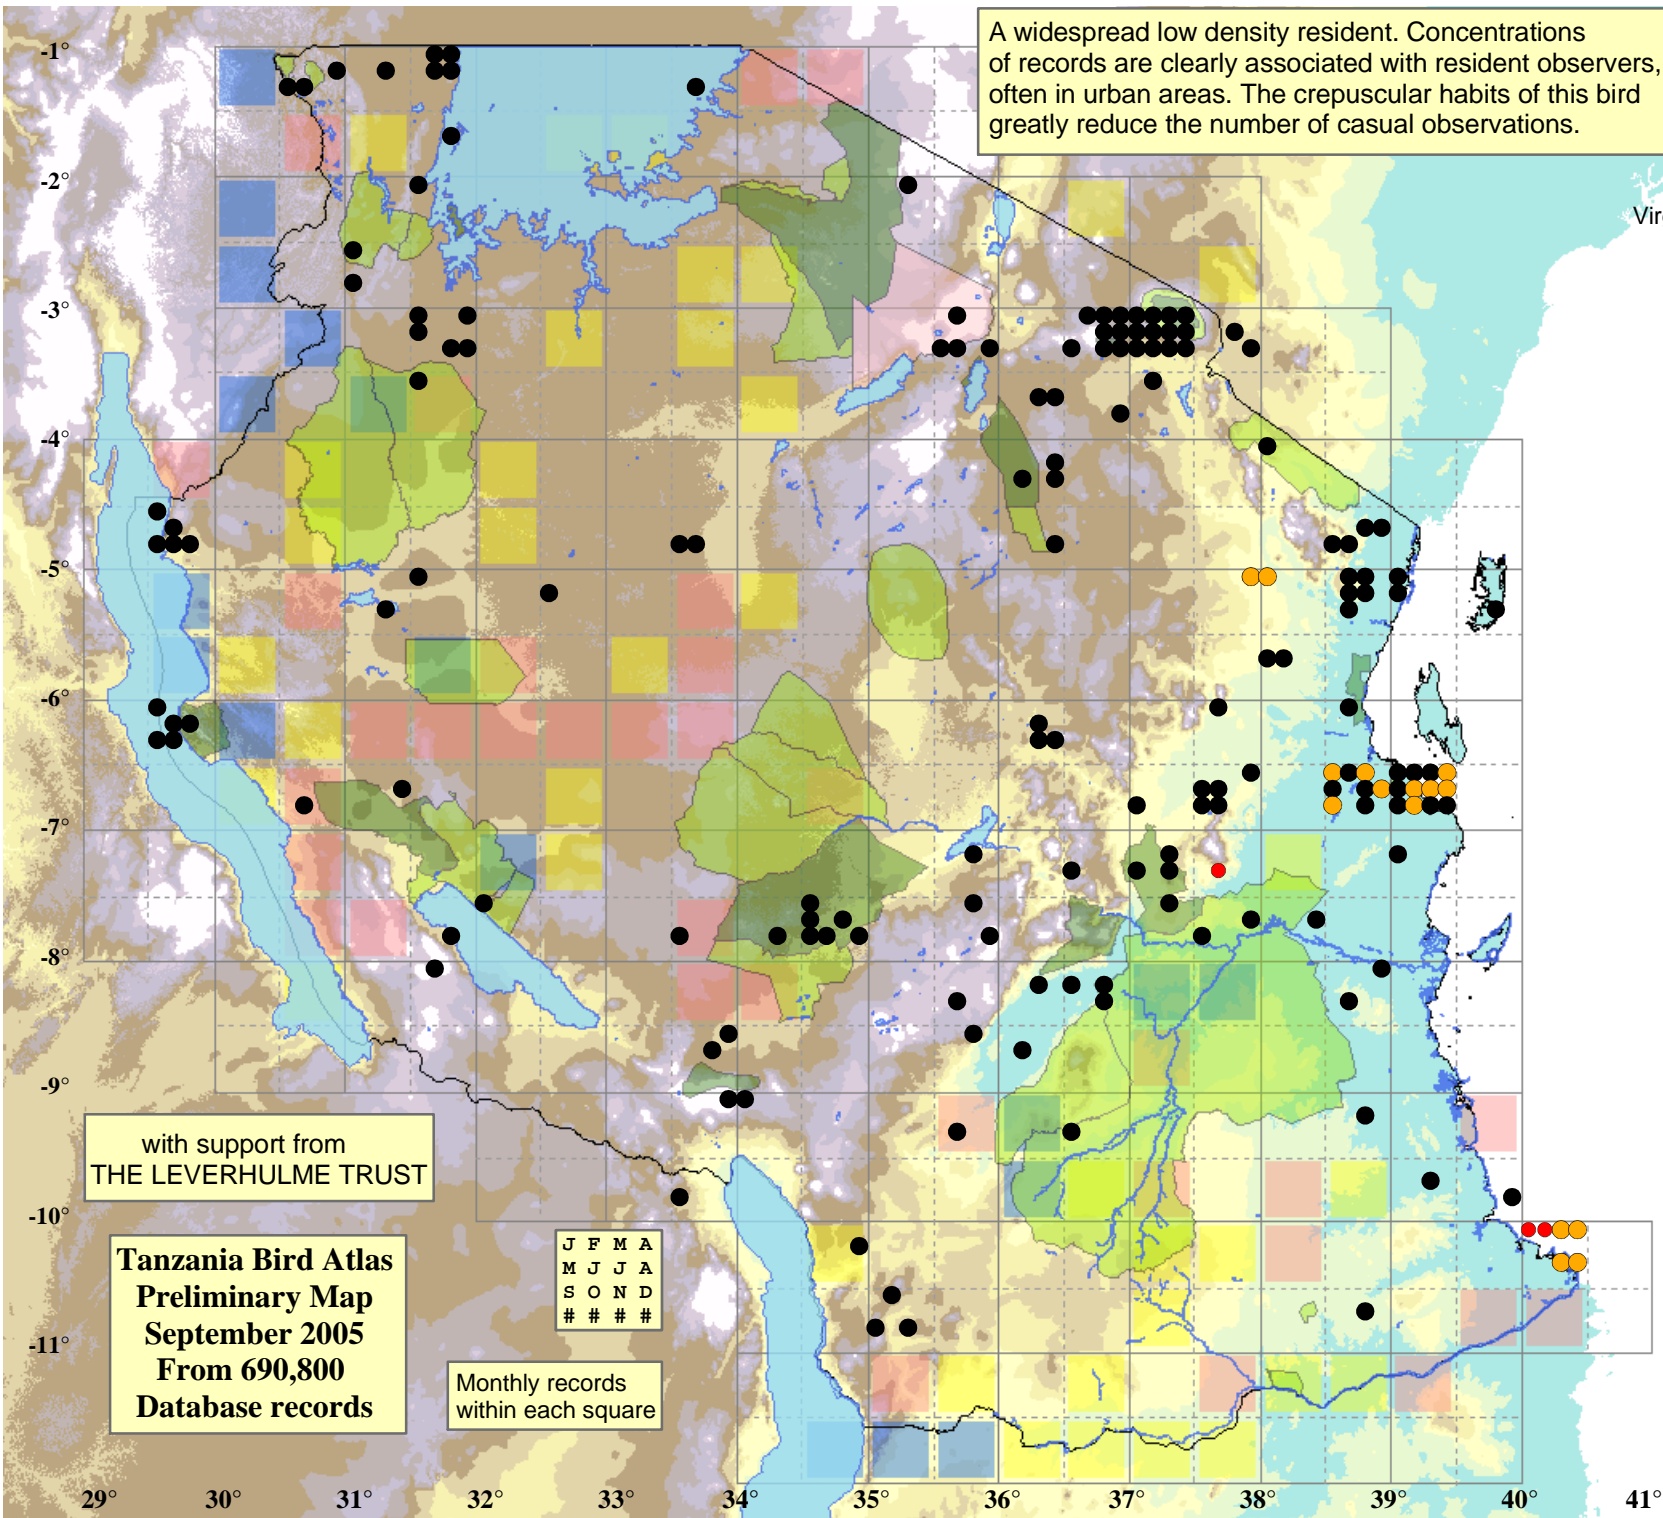 A widespread low density resident. Concentrations
of records are clearly associated with resident observers,
often in urban areas. The crepuscular habits of this bird
greatly reduce the number of casual observations.
-1°
-2°
-3°
-4°
-5°
-6°
-7°
-8°
-9°
-10°
-11°
with support from
THE LEVERHULME TRUST
Tanzania Bird Atlas
Preliminary Map
September 2005
From 690,800
Database records
J F M A
M J J A
S O N D
# # # #
Monthly records
within each square
29° 30° 31° 32° 33° 34° 35° 36° 37° 38° 39° 40° 41°